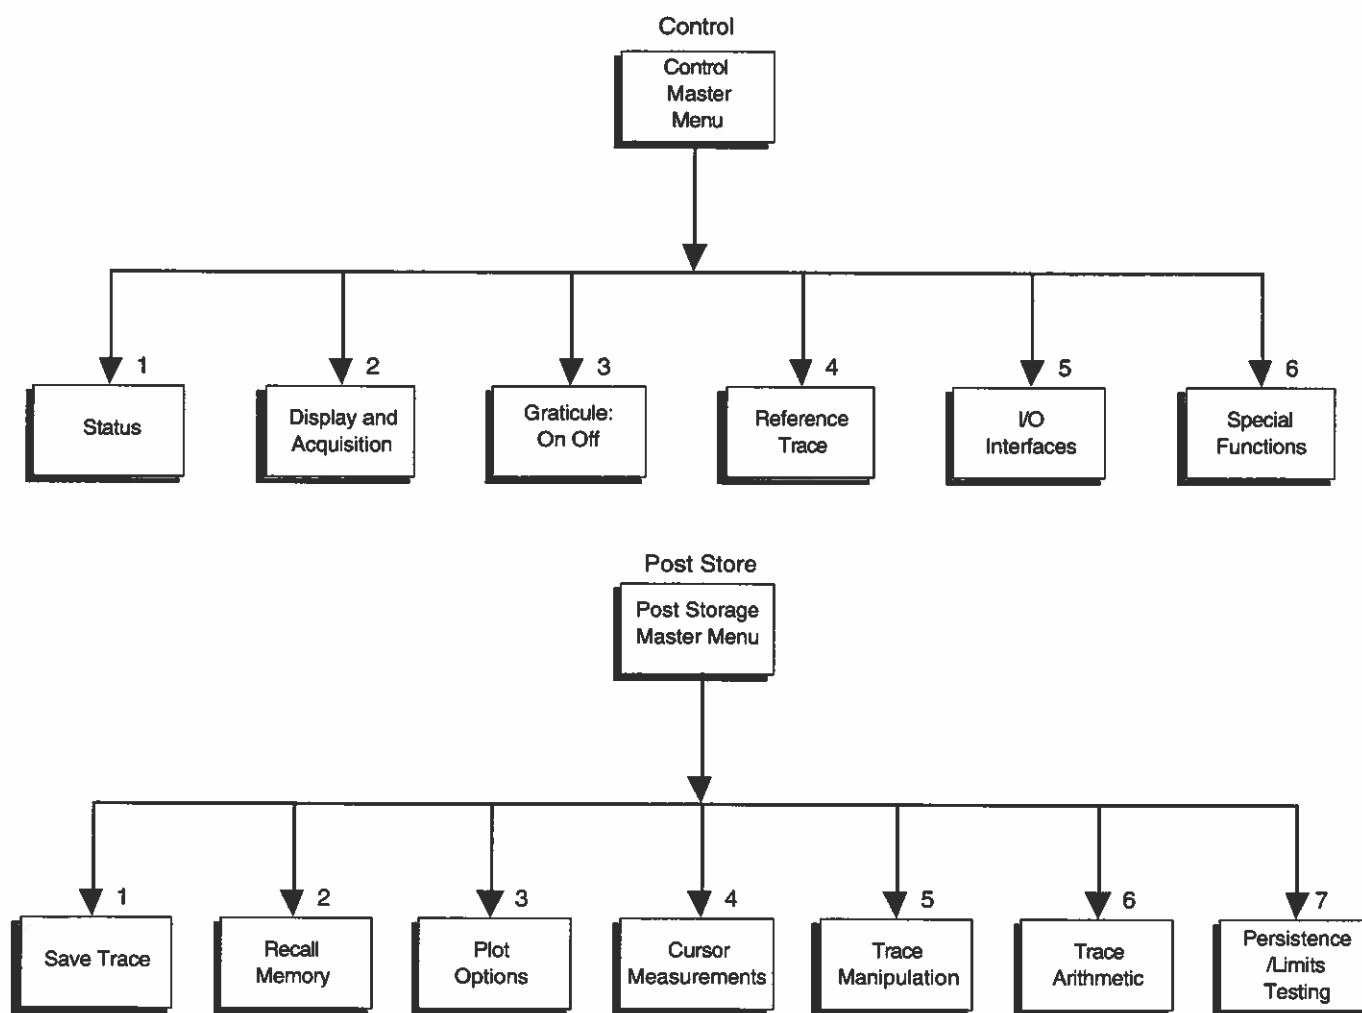 Control
Control
Master
Menu
1
2
3
4
5
6
Status
Display and
Acquisition
Graticule:
On Off
Reference
Trace
I/O
Interfaces
Special
Functions
Post Store
Post Storage
Master Menu
1
2
3
4
5
6
7
Save Trace
Recall
Memory
Plot
Options
Cursor
Measurements
Trace
Manipulation
Trace
Arithmetic
Persistence
/Limits
Testing